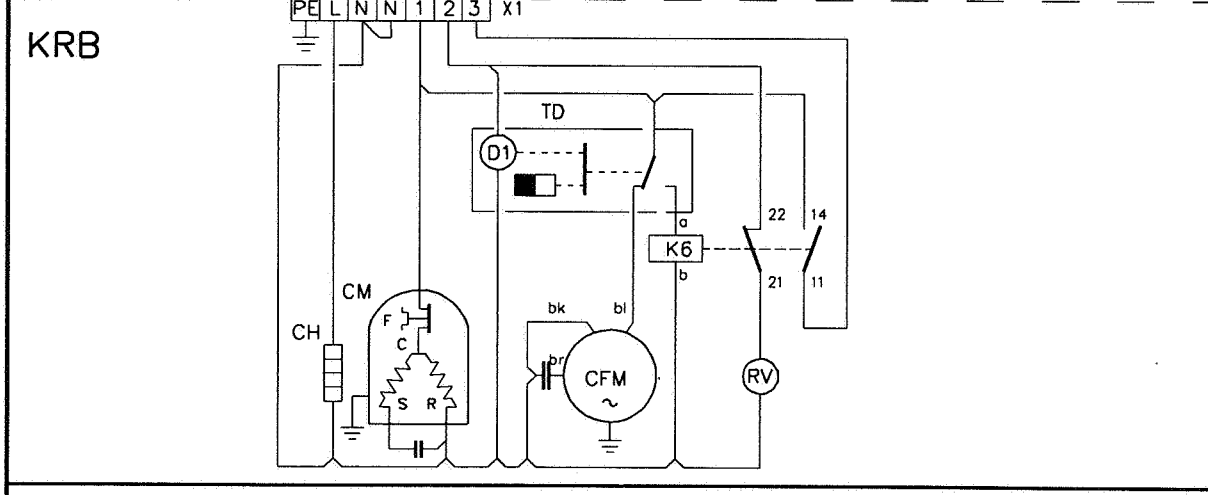 PE L N N 1 2 3 X1
KRB
TD
D1
22 14
a
K6
b
21 11
CM
bk bl
F
CH
C
br
CFM
RV
S R
~